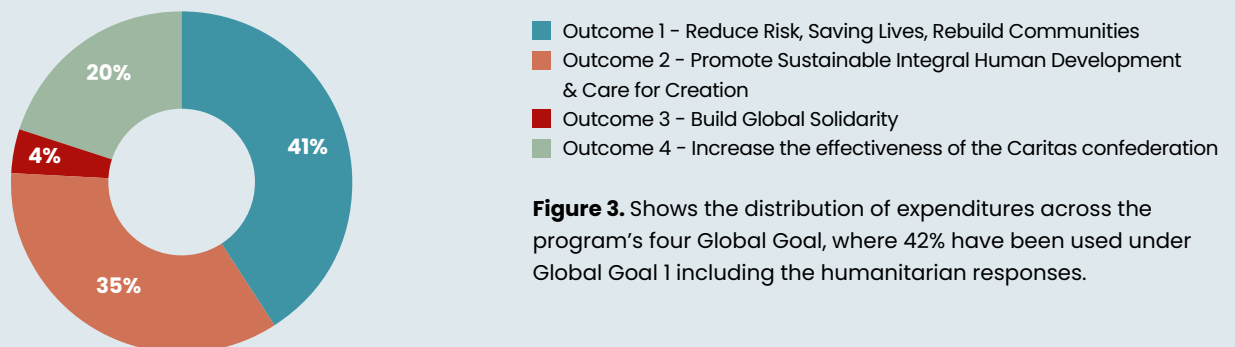 20%
41%
4%
35%
Outcome 1 - Reduce Risk, Saving Lives, Rebuild Communities
Outcome 2 - Promote Sustainable Integral Human Development
& Care for Creation
Outcome 3 - Build Global Solidarity
Outcome 4 - Increase the effectiveness of the Caritas confederation
Figure 3. Shows the distribution of expenditures across the
program’s four Global Goal, where 42% have been used under
Global Goal 1 including the humanitarian responses.